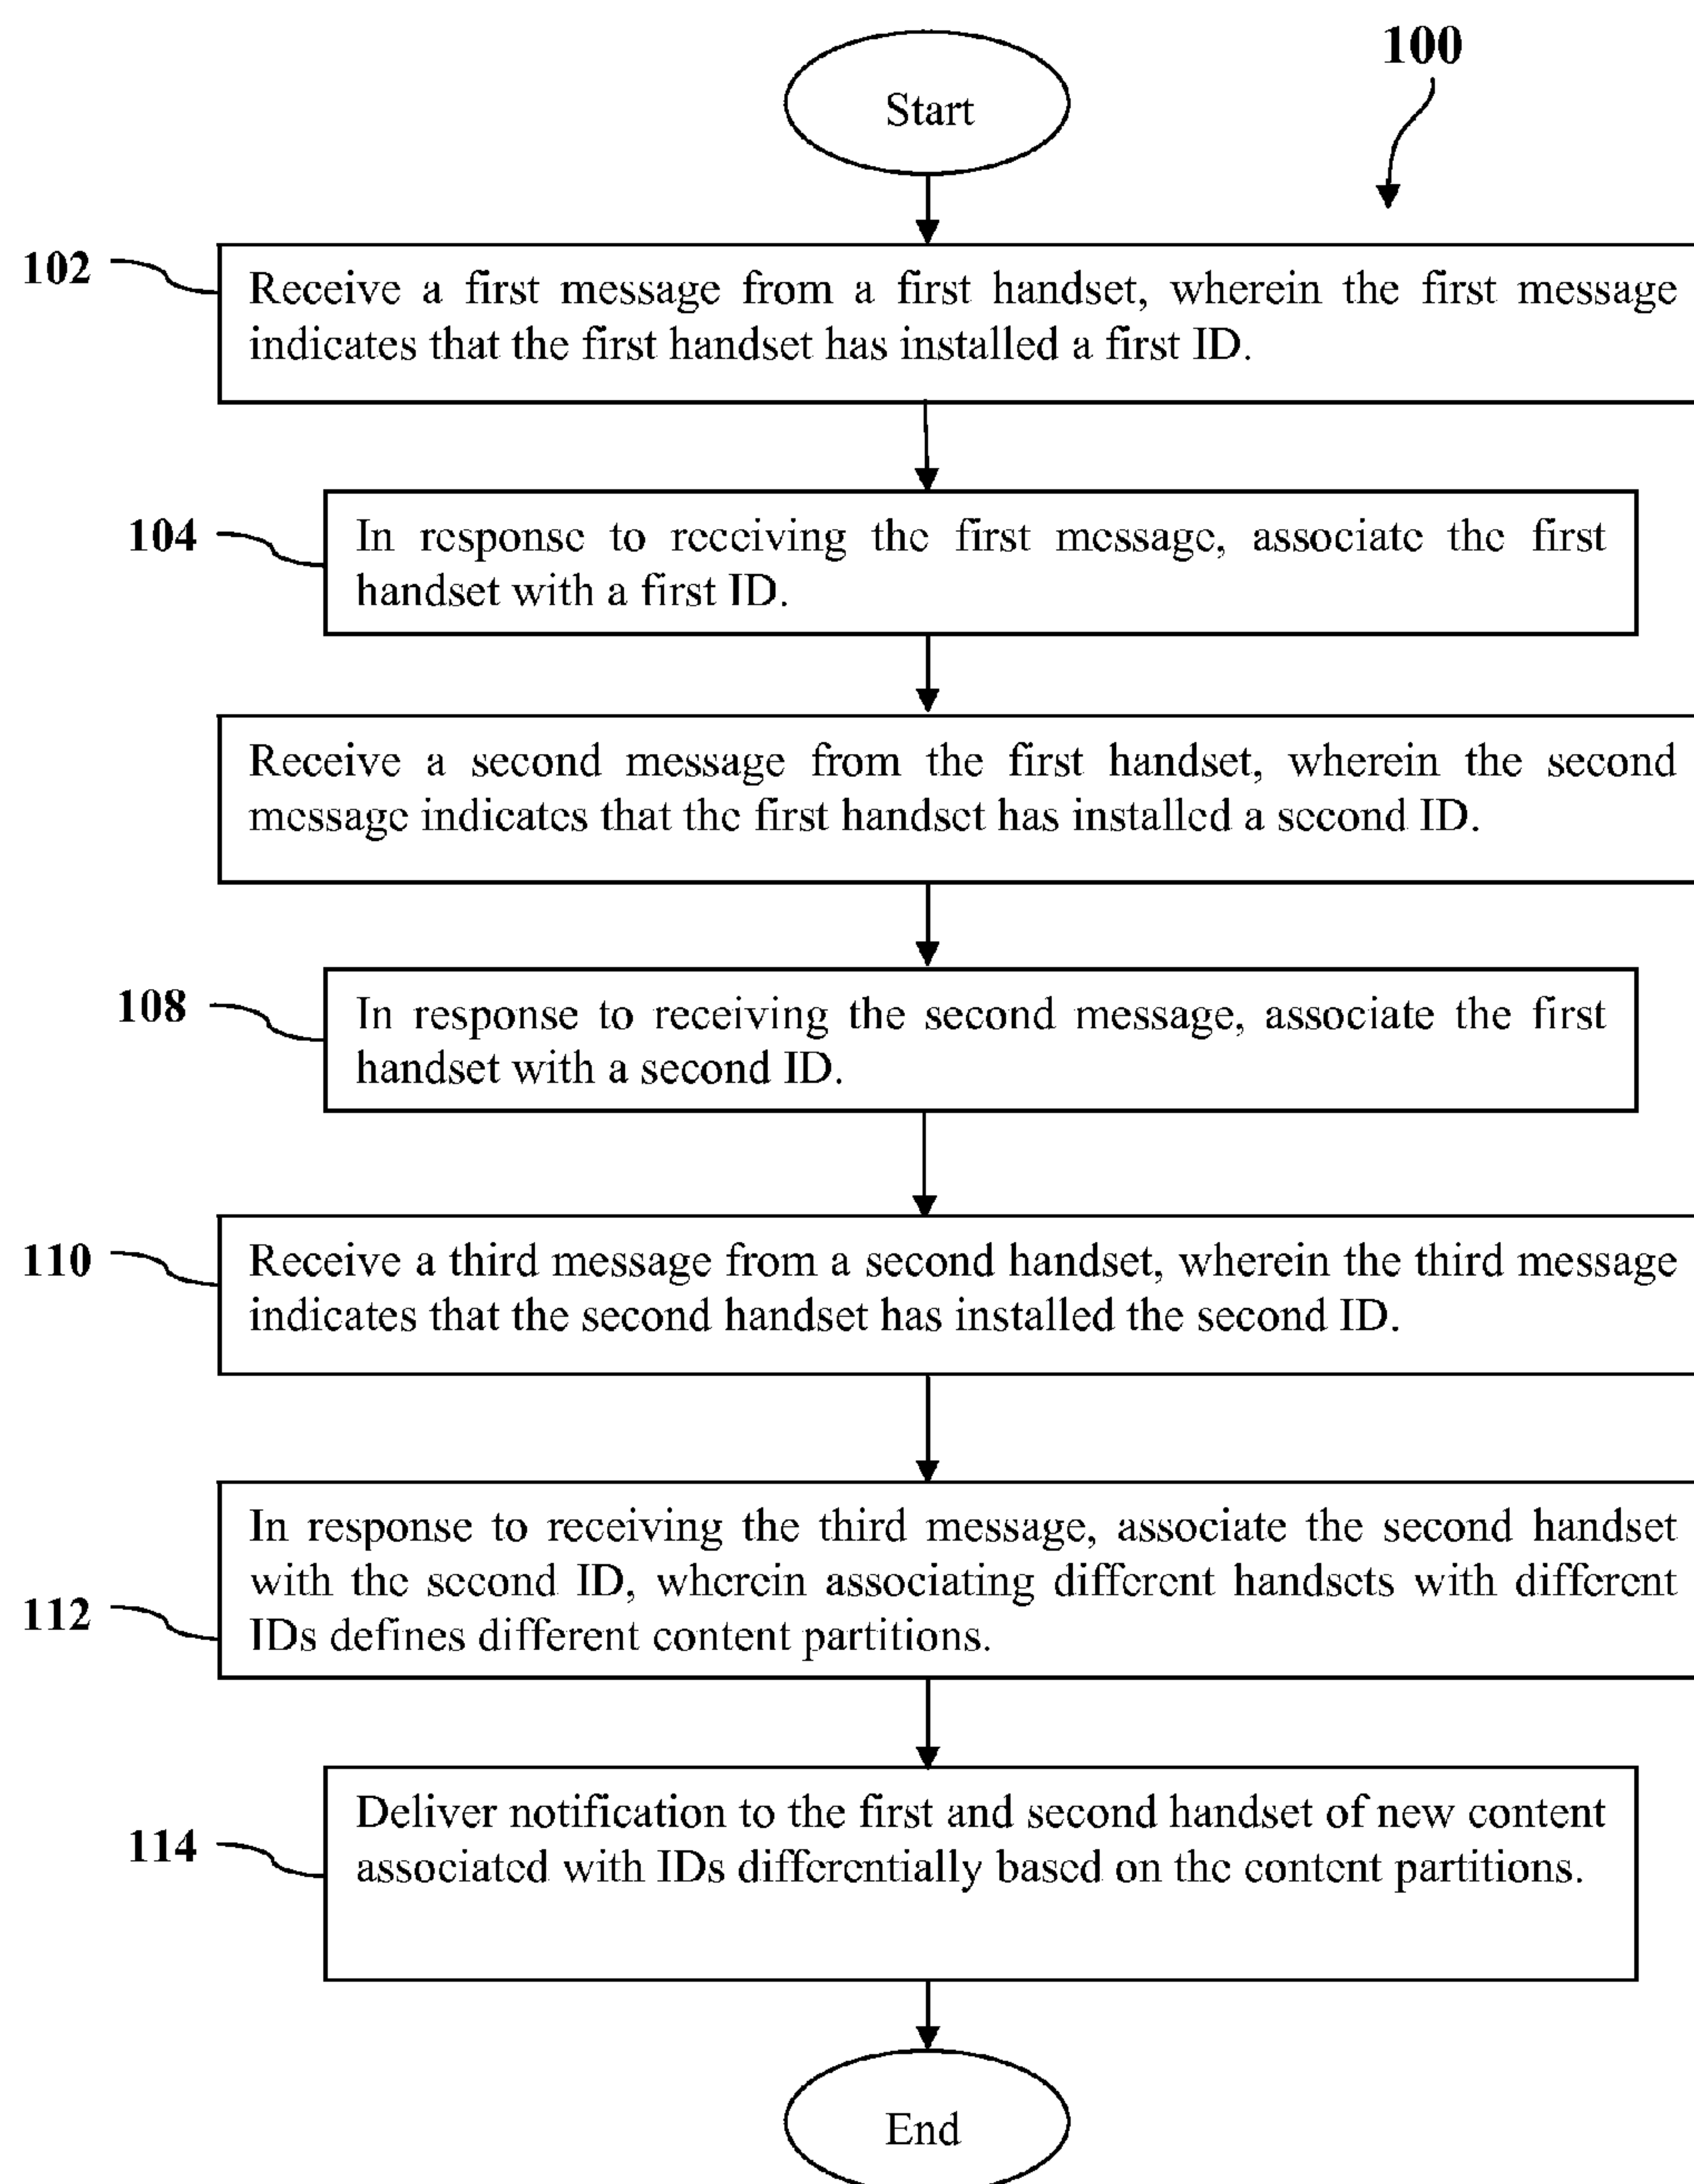 100
Start
102
Receive a first message from a first handset, wherein the first message
indicates that the first handset has installed a first ID.
104
In response to receiving the first message, associate the first
handset with a first ID.
Receive a second message from the first handset, wherein the second
message indicates that the first handset has installed a second ID.
108
In response to receiving the second message, associate the first
handset with a second ID.
110
Receive a third message from a second handset, wherein the third message
indicates that the second handset has installed the second ID.
In response to receiving the third message, associate the second handset
with the second ID, wherein associating different handsets with different
112
IDs defines different content partitions.
Deliver notification to the first and second handset of new content
114
associated with IDs differentially based on the content partitions.
End